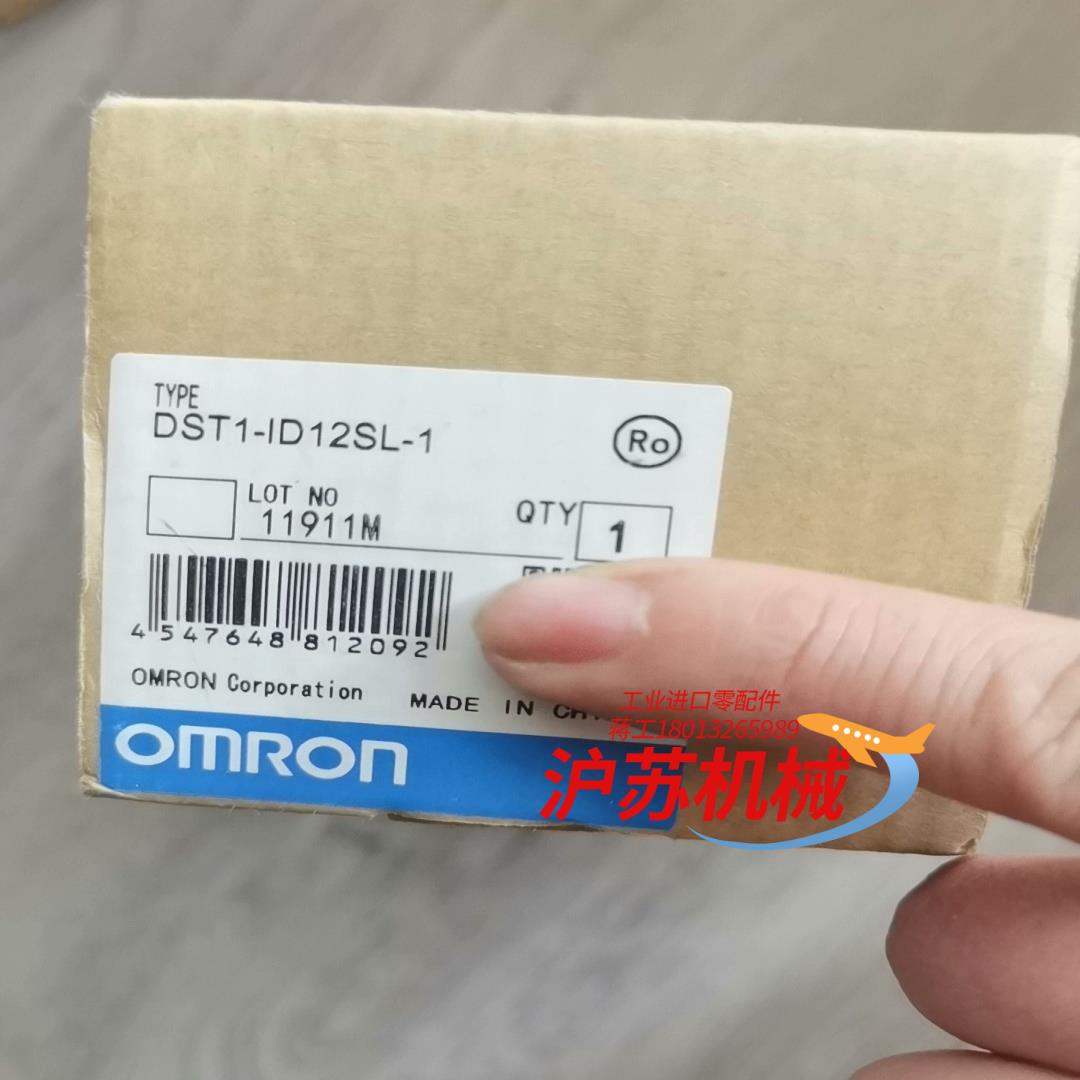 TYPE
DST1-ID12SL-1
Ro
LOT NO
11911M
QTY
1
4547648812092
OMRON Corporation
MADE IN
OMRON
工业进口零配件
蒋工18013265989
沪苏机械